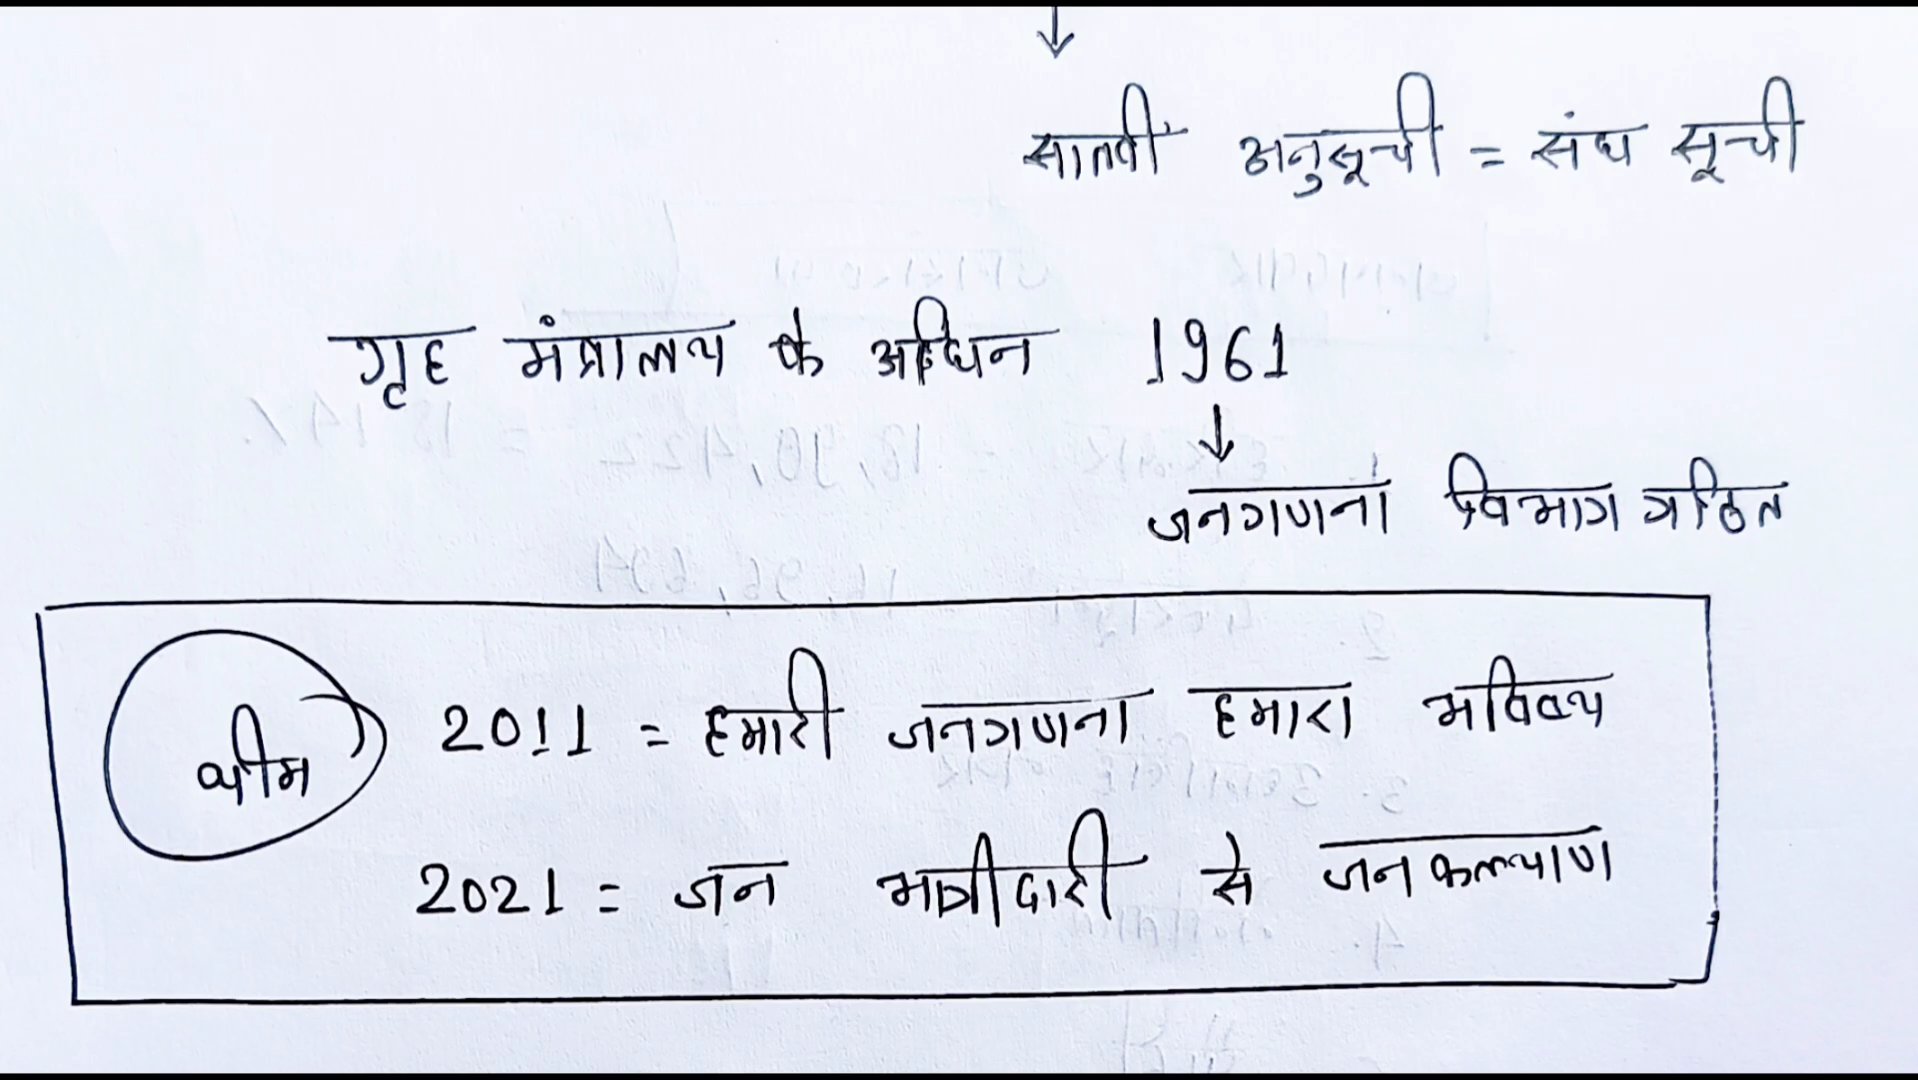 सातवीं अनुसूची = संघ सूची
गृह मंत्रालय के अधिन 1961
जनगणना विभाग गठित
थीम
2011 = हमारी जनगणना हमारा भविष्य
2021 = जन भागीदारी से जनकल्याण